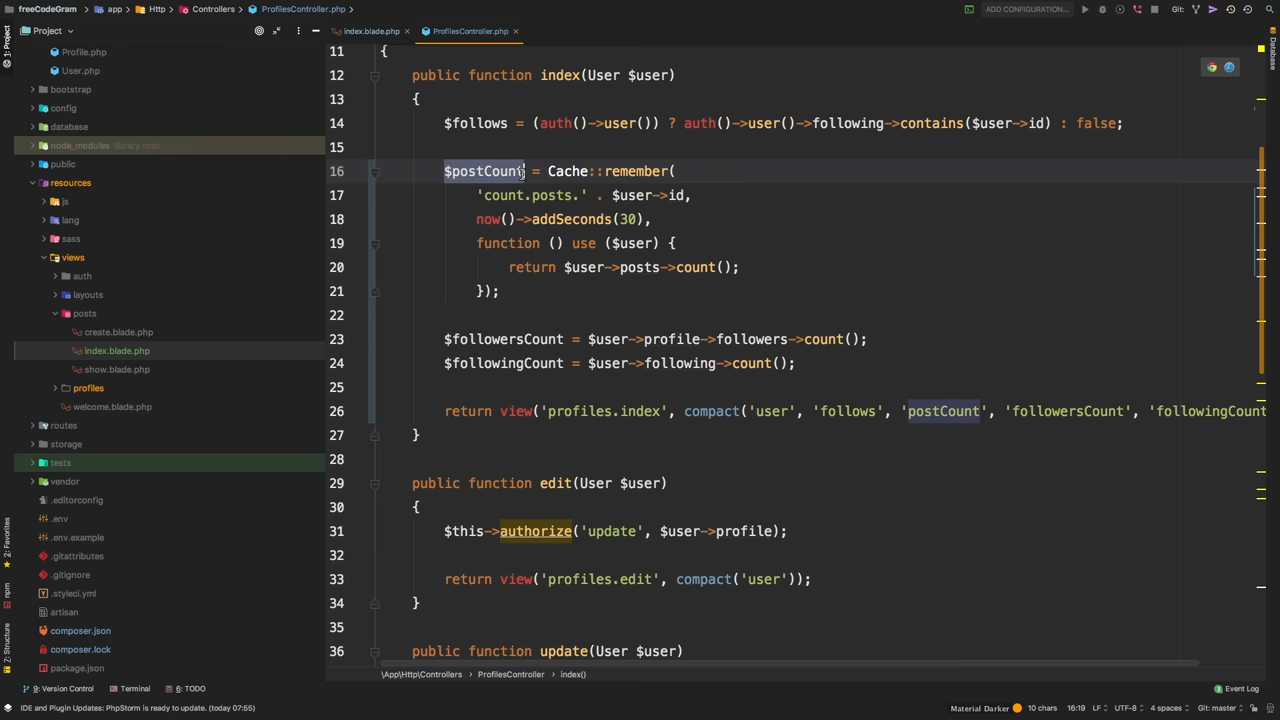 freeCodeGram
app
Http
Controllers
ProfilesController.php
ADD CONFIGURATION...
Git:
1: Project
Project
index.blade.php
ProfilesController.php
Database
Profile.php
User.php
bootstrap
config
database
node_modules library root
public
resources
js
lang
sass
views
auth
layouts
posts
create.blade.php
index.blade.php
show.blade.php
profiles
welcome.blade.php
routes
storage
tests
vendor
.editorconfig
.env
.env.example
.gitattributes
.gitignore
.styleci.yml
artisan
composer.json
composer.lock
package.json
2: Favorites
npm
7: Structure
11 {
12 public function index(User $user)
13 {
14 $follows = (auth()->user()) ? auth()->user()->following->contains($user->id) : false;
15
16 $postCount = Cache::remember(
17 'count.posts.' . $user->id,
18 now()->addSeconds(30),
19 function () use ($user) {
20 return $user->posts->count();
21 });
22
23 $followersCount = $user->profile->followers->count();
24 $followingCount = $user->following->count();
25
26 return view('profiles.index', compact('user', 'follows', 'postCount', 'followersCount', 'followingCount
27 }
28
29 public function edit(User $user)
30 {
31 $this->authorize('update', $user->profile);
32
33 return view('profiles.edit', compact('user'));
34 }
35
36 public function update(User $user)
\App\Http\Controllers
ProfilesController
index()
9: Version Control
Terminal
6: TODO
Event Log
IDE and Plugin Updates: PhpStorm is ready to update. (today 07:55)
Material Darker
10 chars
16:19
LF
UTF-8
4 spaces
Git: master